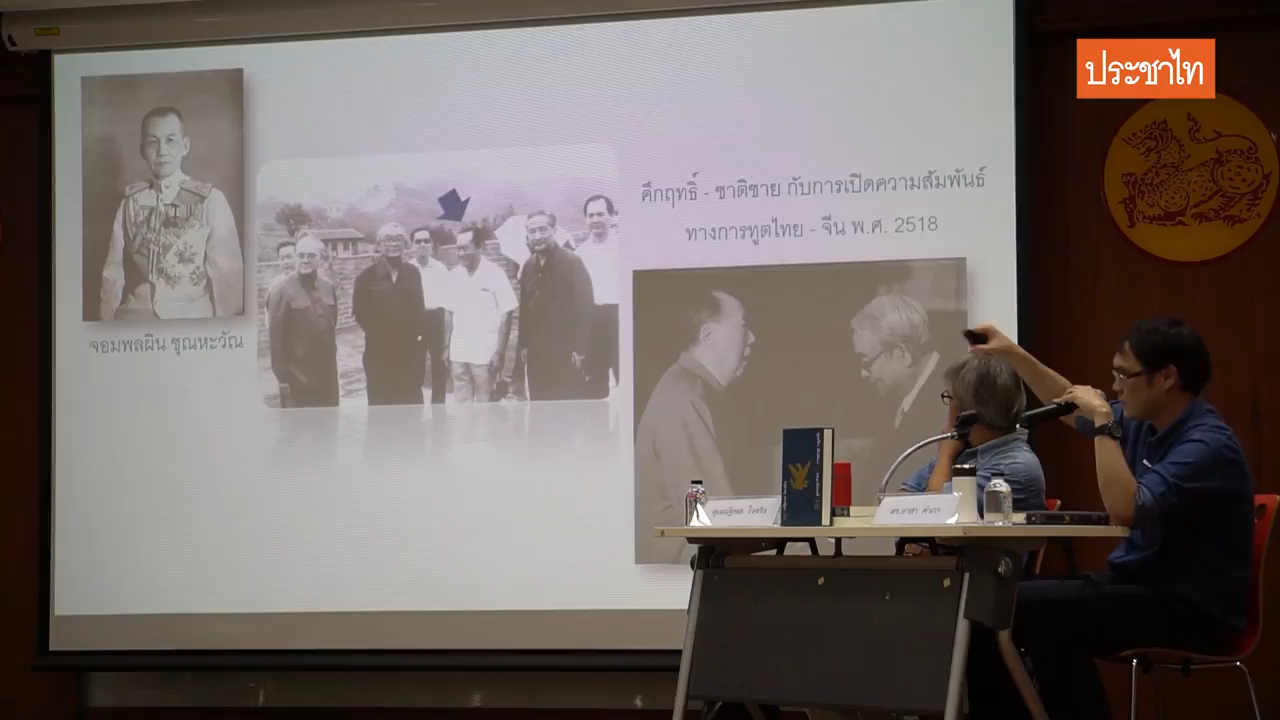 ประชาไท
คึกฤทธิ์ - ชาติชาย กับการเปิดความสัมพันธ์
ทางการทูตไทย - จีน พ.ศ. 2518
จอมพลผิน ชุณหะวัณ